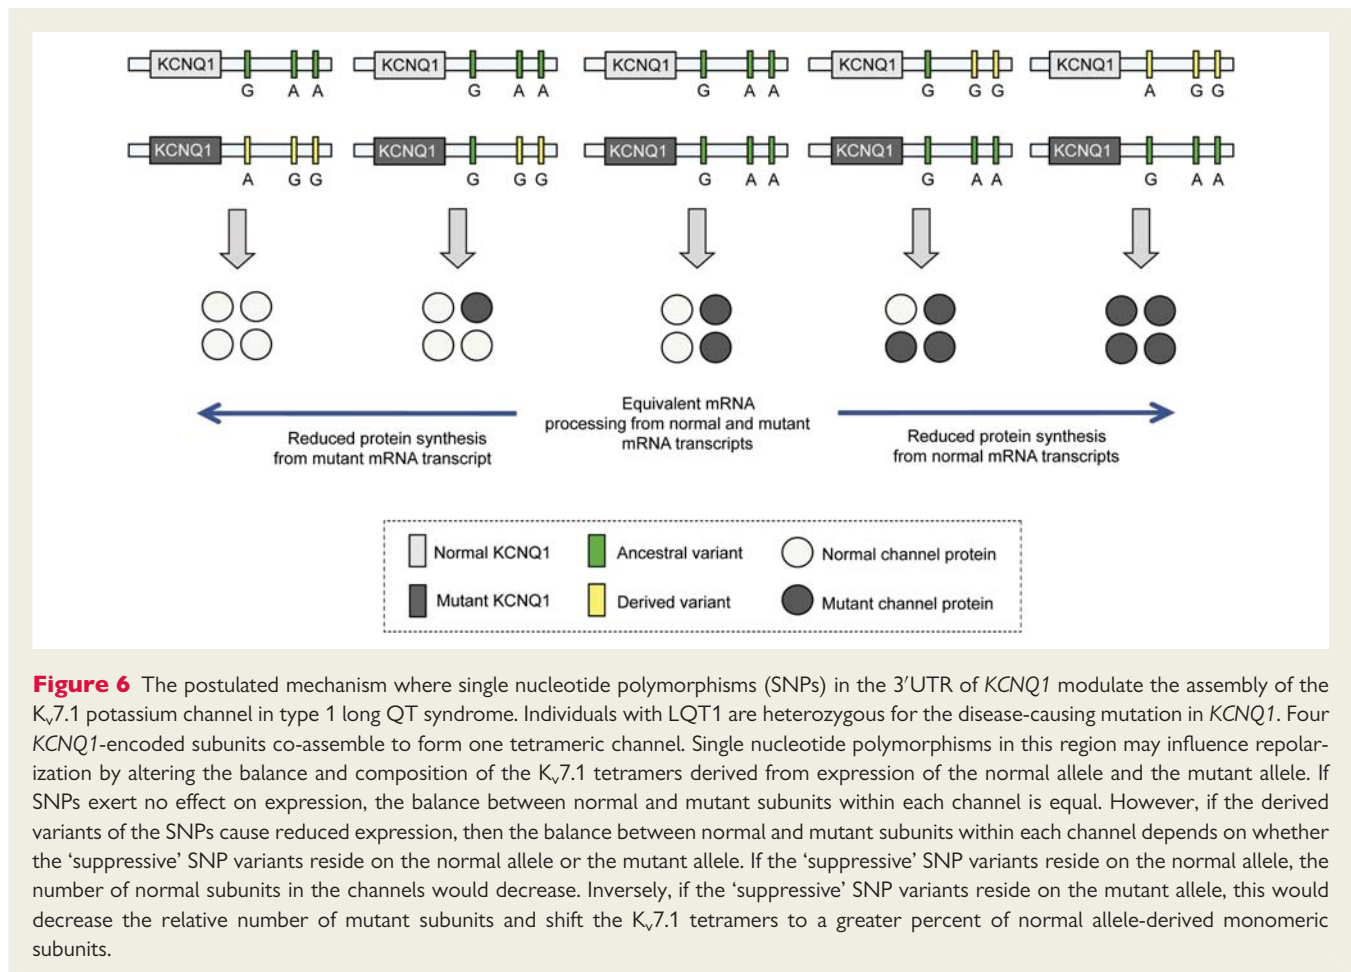 KCNQ1 KCNQ1 KCNQ1 KCNQ1 KCNQ1
G A A G A A G A A G G G A G G
KCNQ1 KCNQ1 KCNQ1 KCNQ1 KCNQ1
A G G G G G G A A G A A G A A
Equivalent mRNA
processing from normal and mutant
mRNA transcripts
Reduced protein synthesis
from mutant mRNA transcript
Reduced protein synthesis
from normal mRNA transcripts
Normal KCNQ1 Ancestral variant Normal channel protein
Mutant KCNQ1 Derived variant Mutant channel protein
Figure 6 The postulated mechanism where single nucleotide polymorphisms (SNPs) in the 3′UTR of KCNQ1 modulate the assembly of the
Kv7.1 potassium channel in type 1 long QT syndrome. Individuals with LQT1 are heterozygous for the disease-causing mutation in KCNQ1. Four
KCNQ1-encoded subunits co-assemble to form one tetrameric channel. Single nucleotide polymorphisms in this region may influence repolar-
ization by altering the balance and composition of the Kv7.1 tetramers derived from expression of the normal allele and the mutant allele. If
SNPs exert no effect on expression, the balance between normal and mutant subunits within each channel is equal. However, if the derived
variants of the SNPs cause reduced expression, then the balance between normal and mutant subunits within each channel depends on whether
the ‘suppressive’ SNP variants reside on the normal allele or the mutant allele. If the ‘suppressive’ SNP variants reside on the normal allele, the
number of normal subunits in the channels would decrease. Inversely, if the ‘suppressive’ SNP variants reside on the mutant allele, this would
decrease the relative number of mutant subunits and shift the Kv7.1 tetramers to a greater percent of normal allele-derived monomeric
subunits.